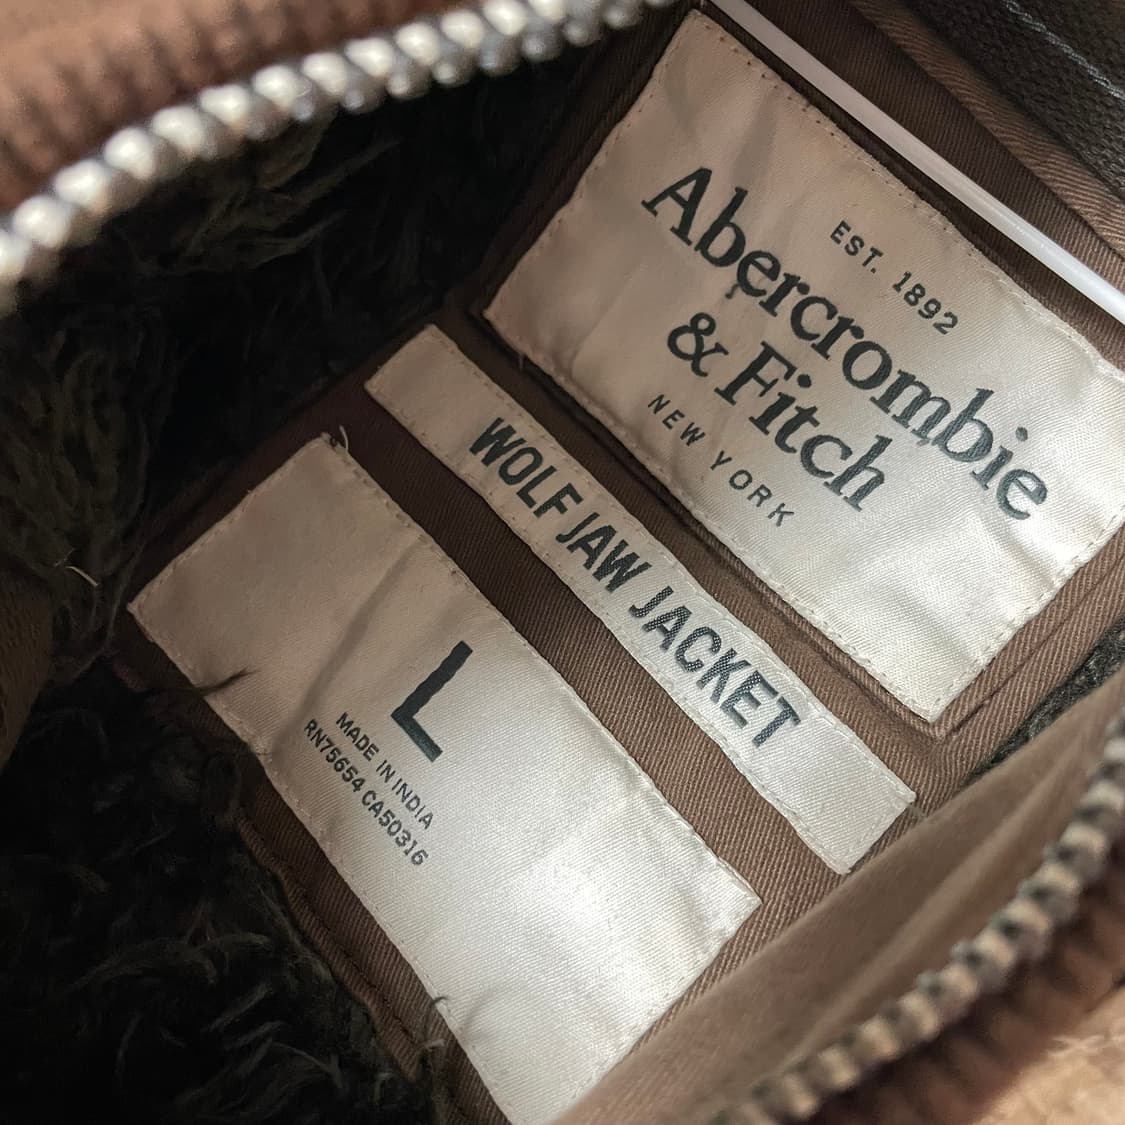 EST. 1892
Abercrombie
& Fitch
NEW YORK
WOLF JAW JACKET
L
MADE IN INDIA
RN75654 CA50316